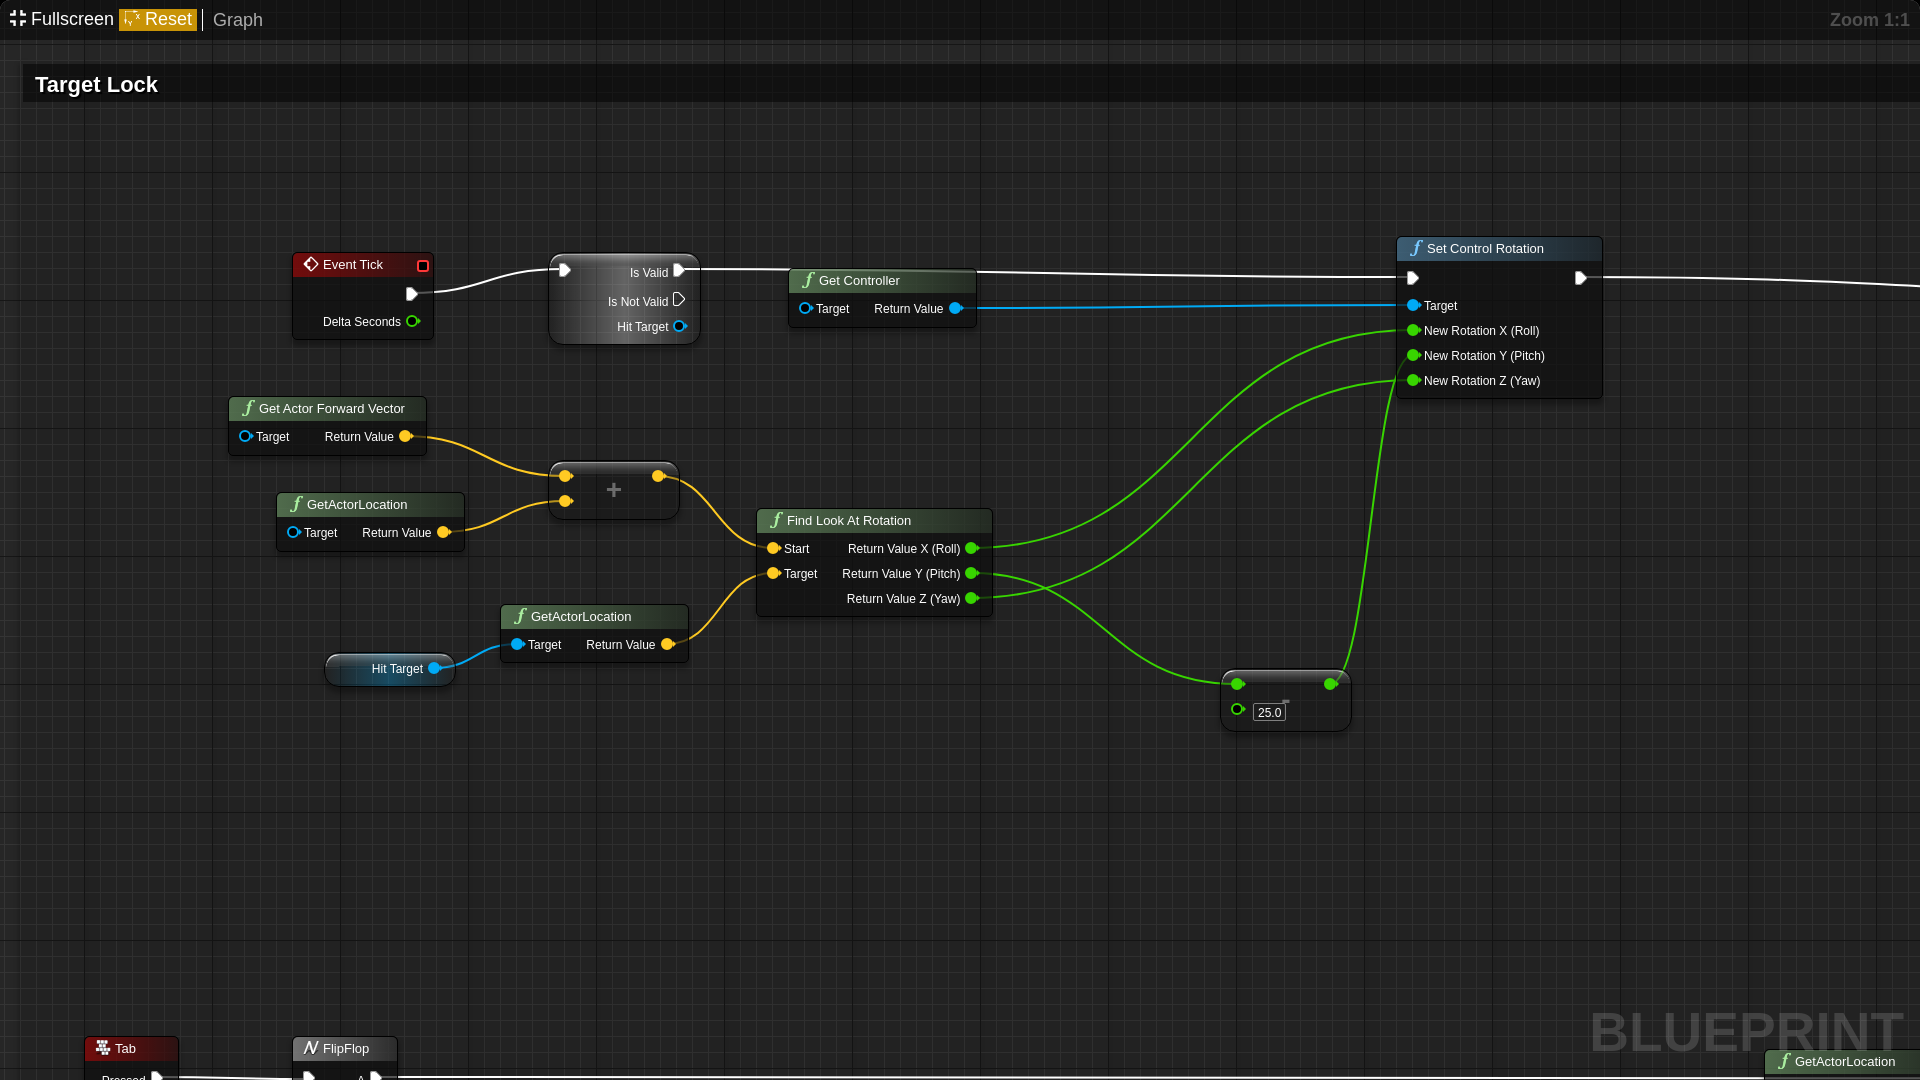 Fullscreen Reset Graph Zoom 1:1
Target Lock
Event Tick
Delta Seconds
Is Valid
Is Not Valid
Hit Target
Get Controller
Target Return Value
Set Control Rotation
Target
New Rotation X (Roll)
New Rotation Y (Pitch)
New Rotation Z (Yaw)
Get Actor Forward Vector
Target Return Value
GetActorLocation
Target Return Value
+
Find Look At Rotation
Start Return Value X (Roll)
Target Return Value Y (Pitch)
Return Value Z (Yaw)
GetActorLocation
Target Return Value
Hit Target
-
25.0
BLUEPRINT
Tab
Pressed
FlipFlop
A
GetActorLocation